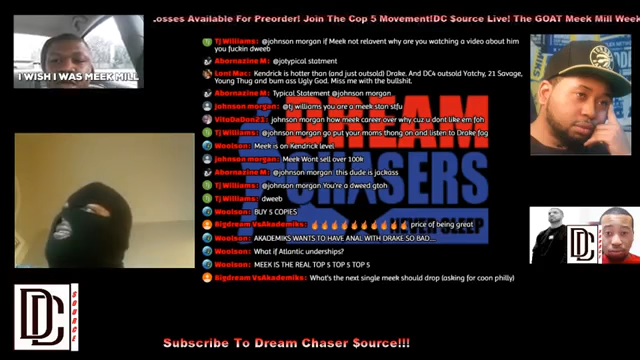 osses Available For Preorder! Join The Cop 5 Movement!DC $ource Live! The GOAT Meek Mill Week
Tj Williams: @johnson morgan if Meek not relavent why are you watching a video about him
you fuckin dweeb
Abornazine M: @jotypical statment
Loni Mac: Kendrick is hotter than (and just outsold) Drake. And DC4 outsold Yatchy, 21 Savage,
Young Thug and bum ass Ugly God. Miss me with the bullshit.
Abornazine M: Typical Statement @johnson morgan
johnson morgan: @tj williams you are a meek stan stfu
VitoDaDon21: johnson morgan how meek career over why cuz u dont like em foh
Tj Williams: @johnson morgan go put your moms thong on and listen to Drake fag
Woolson: Meek is on Kendrick level
johnson morgan: Meek Wont sell over 100k
Abornazine M: @johnson morgan this dude is jackass
Tj Williams: @johnson morgan You're a dweed gtoh
Tj Williams: dweeb
Woolson: BUY 5 COPIES
Bigdream VsAkademiks: 🔥🔥🔥🔥🔥🔥🔥🔥🔥🔥 price of being great
Woolson: AKADEMIKS WANTS TO HAVE ANAL WITH DRAKE SO BAD....
Woolson: What if Atlantic underships?
Woolson: MEEK IS THE REAL TOP 5 TOP 5 TOP 5
Bigdream VsAkademiks: What's the next single meek should drop (asking for coon philly)
I WISH I WAS MEEK MILL
DREAM
CHASERS
DC
$OURCE
DC
$OURCE
Subscribe To Dream Chaser $ource!!!